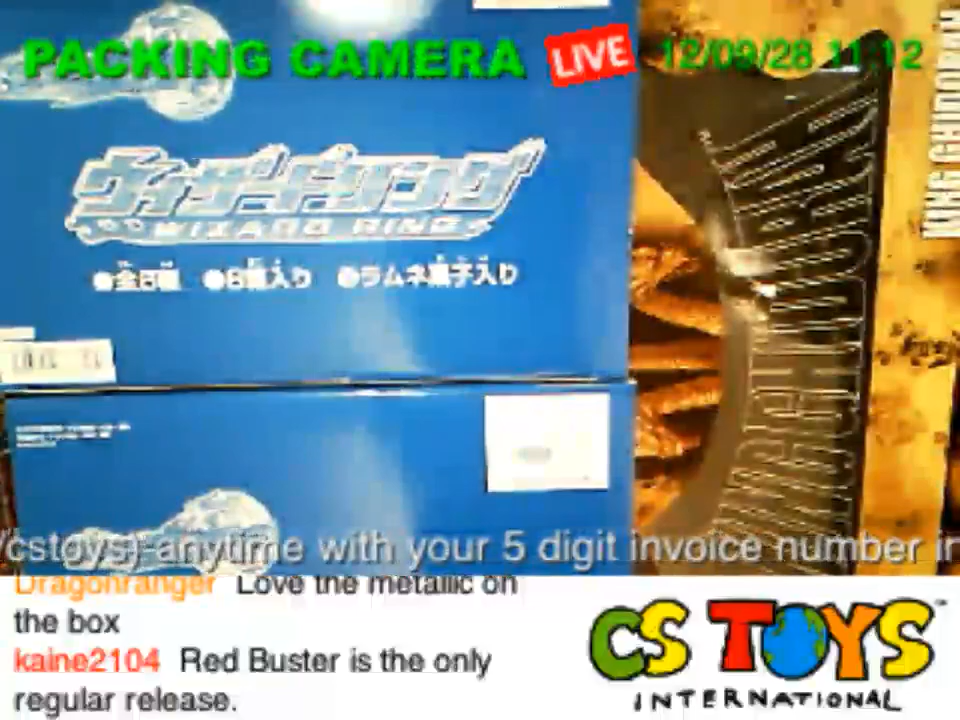 PACKING CAMERA LIVE 12/09/28 11:12
ウィザードリング
WIZARD RING
●全8種 ●8個入り ●ラムネ菓子入り
KING GHIDORAH
/cstoys) anytime with your 5 digit invoice number in
Dragonranger Love the metallic on
the box
kaine2104 Red Buster is the only
regular release.
CS TOYS
INTERNATIONAL